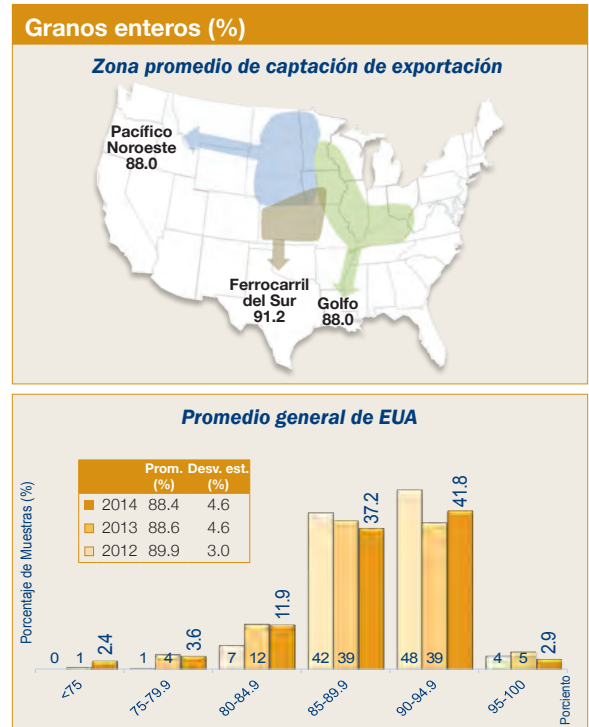 Granos enteros (%)
Zona promedio de captación de exportación
Pacífico
Noroeste
88.0
Ferrocarril
del Sur
91.2
Golfo
88.0
Promedio general de EUA
Porcentaje de Muestras (%)
Prom. Desv. est.
(%) (%)
2014 88.4 4.6
2013 88.6 4.6
2012 89.9 3.0
0 1 2.4
1 4 3.6
7 12 11.9
42 39 37.2
48 39 41.8
4 5 2.9
<75 75-79.9 80-84.9 85-89.9 90-94.9 95-100
Porciento